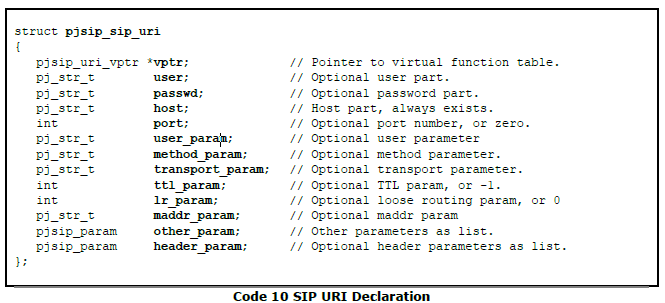 struct pjsip_sip_uri
{
pjsip_uri_vptr *vptr; // Pointer to virtual function table.
pj_str_t user; // Optional user part.
pj_str_t passwd; // Optional password part.
pj_str_t host; // Host part, always exists.
int port; // Optional port number, or zero.
pj_str_t user_param; // Optional user parameter
pj_str_t method_param; // Optional method parameter.
pj_str_t transport_param; // Optional transport parameter.
int ttl_param; // Optional TTL param, or -1.
int lr_param; // Optional loose routing param, or 0
pj_str_t maddr_param; // Optional maddr param
pjsip_param other_param; // Other parameters as list.
pjsip_param header_param; // Optional header parameters as list.
};
Code 10 SIP URI Declaration